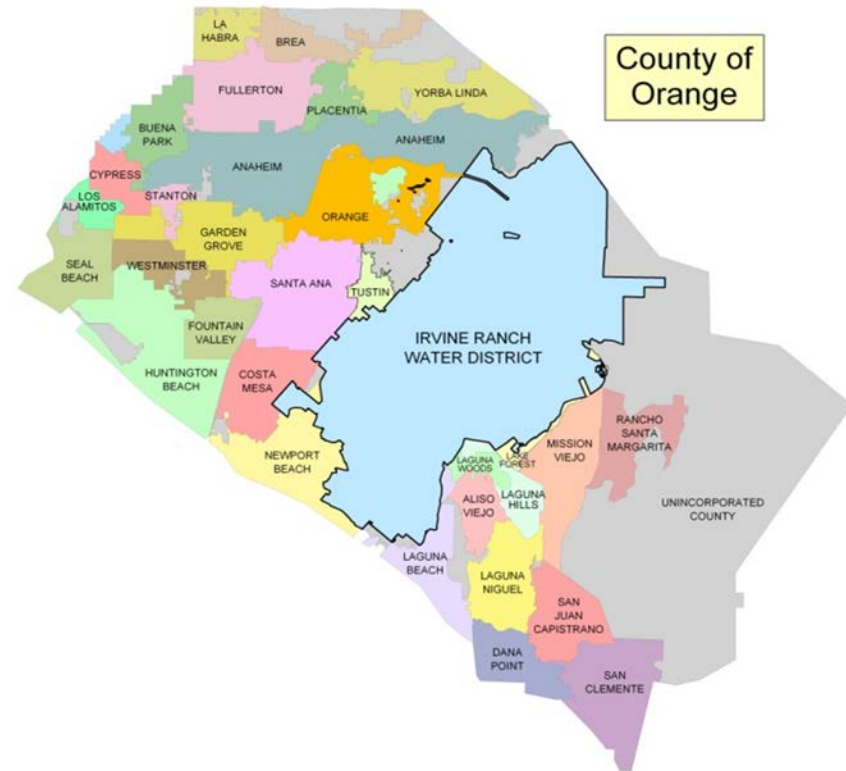 LA
HABRA
BREA
County of
Orange
FULLERTON
YORBA LINDA
PLACENTIA
BUENA
PARK
ANAHEIM
ANAHEIM
CYPRESS
LOS
ALAMITOS
STANTON
ORANGE
GARDEN
GROVE
SEAL
BEACH
WESTMINSTER
SANTA ANA
TUSTIN
FOUNTAIN
VALLEY
IRVINE RANCH
WATER DISTRICT
HUNTINGTON
BEACH
COSTA
MESA
NEWPORT
BEACH
LAGUNA
WOODS
LAKE
FOREST
MISSION
VIEJO
RANCHO
SANTA
MARGARITA
ALISO
VIEJO
LAGUNA
HILLS
UNINCORPORATED
COUNTY
LAGUNA
BEACH
LAGUNA
NIGUEL
SAN
JUAN
CAPISTRANO
DANA
POINT
SAN
CLEMENTE